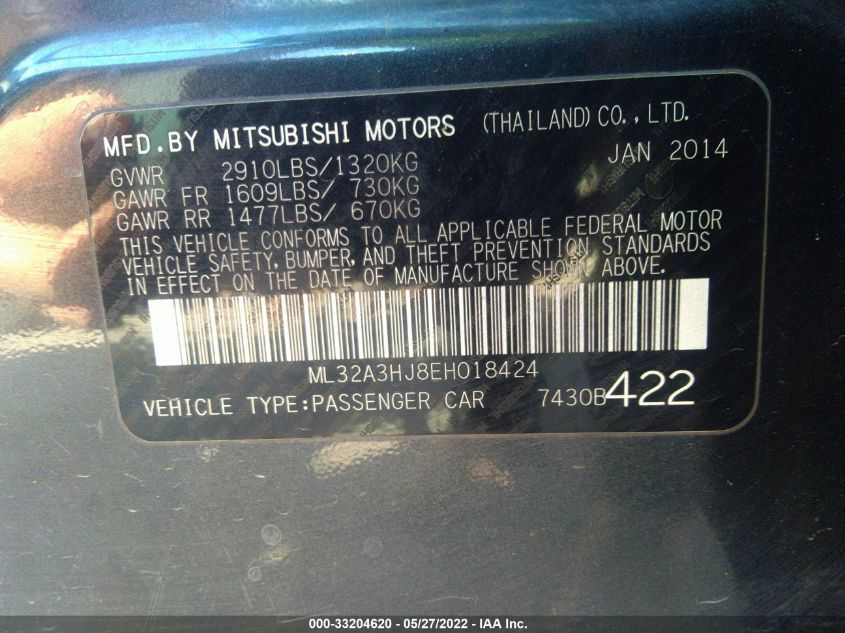 MFD.BY MITSUBISHI MOTORS (THAILAND) CO., LTD.
JAN 2014
GVWR 2910LBS/1320KG
GAWR FR 1609LBS/ 730KG
GAWR RR 1477LBS/ 670KG
THIS VEHICLE CONFORMS TO ALL APPLICABLE FEDERAL MOTOR
VEHICLE SAFETY, BUMPER, AND THEFT PREVENTION STANDARDS
IN EFFECT ON THE DATE OF MANUFACTURE SHOWN ABOVE.
ML32A3HJ8EH018424
VEHICLE TYPE:PASSENGER CAR 7430B422
000-33204620 - 05/27/2022 - IAA Inc.